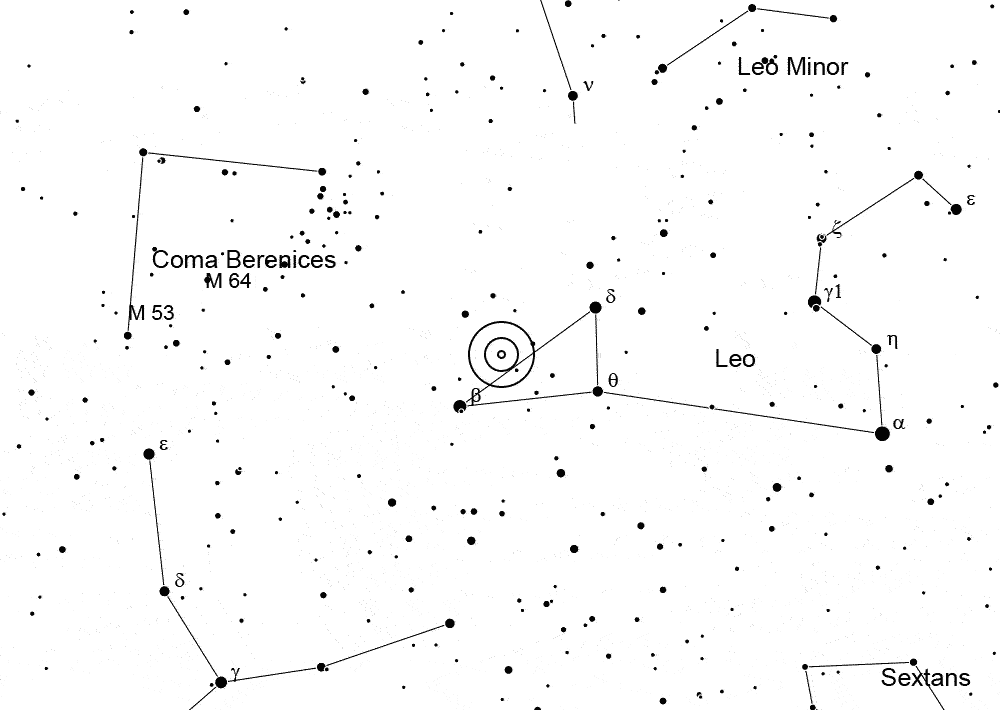 Leo Minor
ν
ε
ζ
Coma Berenices
M 64
γ1
δ
M 53
η
Leo
θ
β
α
ε
δ
γ
Sextans